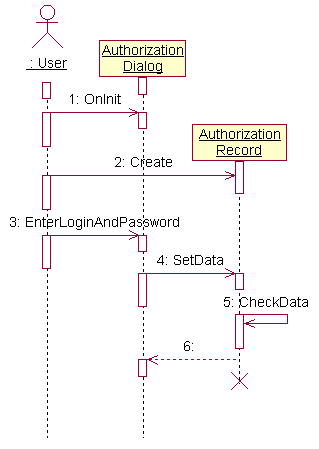 : User
Authorization
Dialog
1: OnInit
Authorization
Record
2: Create
3: EnterLoginAndPassword
4: SetData
5: CheckData
6: